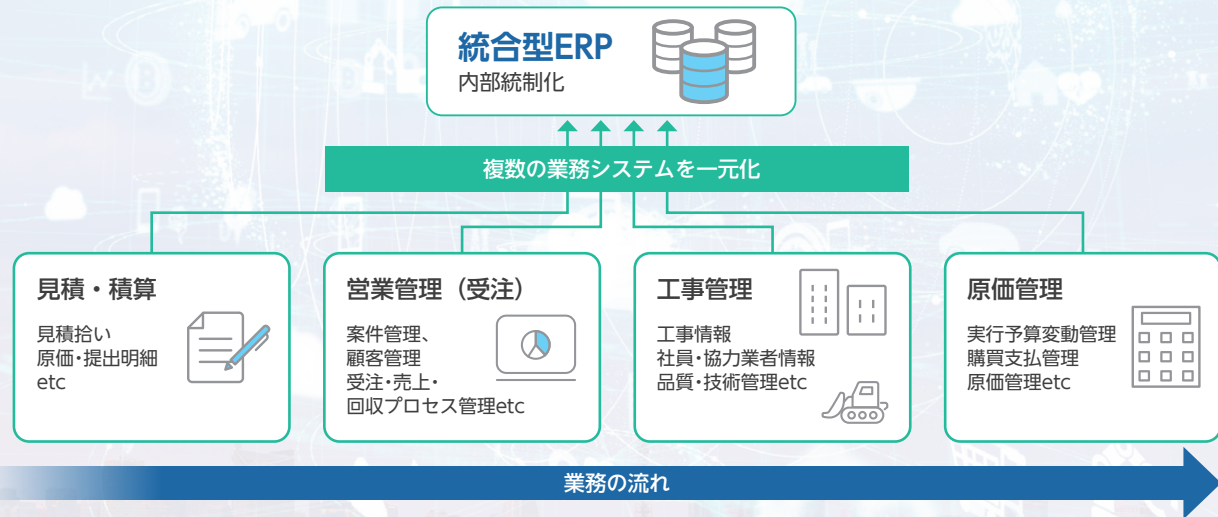 統合型ERP
内部統制化
複数の業務システムを一元化
見積・積算
見積拾い
原価・提出明細
etc
営業管理（受注）
案件管理、
顧客管理
受注・売上・
回収プロセス管理etc
工事管理
工事情報
社員・協力業者情報
品質・技術管理etc
原価管理
実行予算変動管理
購買支払管理
原価管理etc
業務の流れ